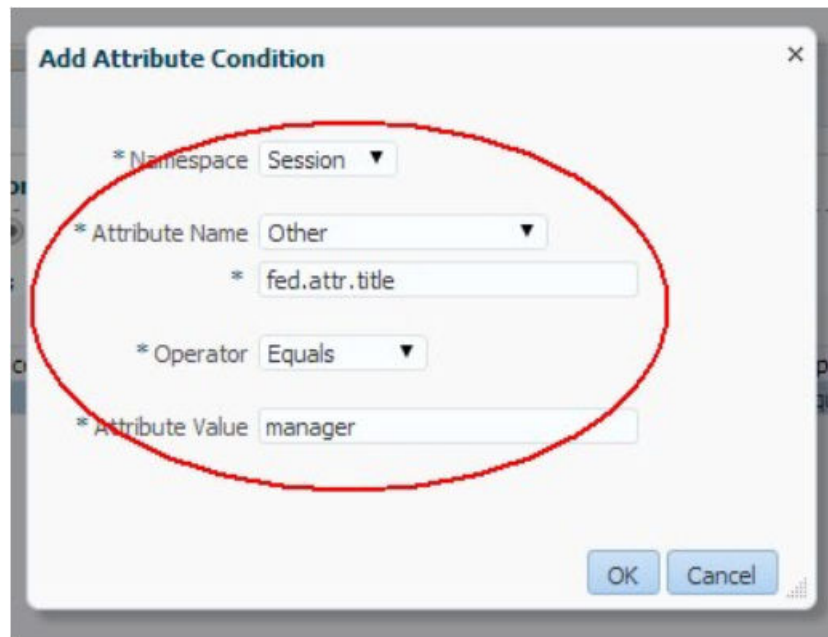 Add Attribute Condition ×
* Namespace Session ▼
* Attribute Name Other ▼
* fed.attr.title
* Operator Equals ▼
* Attribute Value manager
OK Cancel